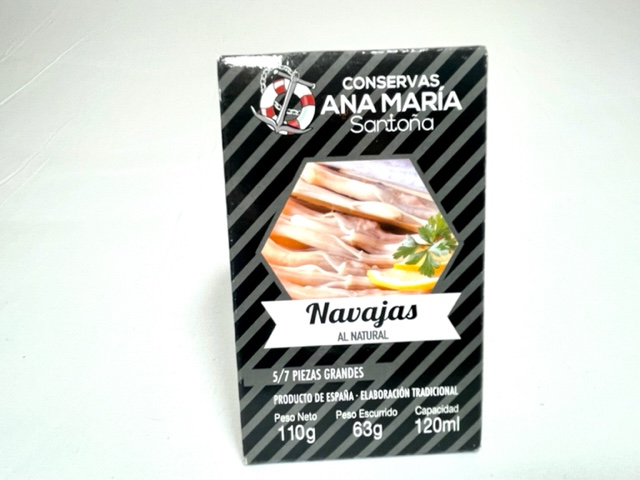 CONSERVAS
ANA MARÍA
Santoña
Navajas
AL NATURAL
5/7 PIEZAS GRANDES
PRODUCTO DE ESPAÑA - ELABORACIÓN TRADICIONAL
Peso Neto Peso Escurrido Capacidad
110g 63g 120ml